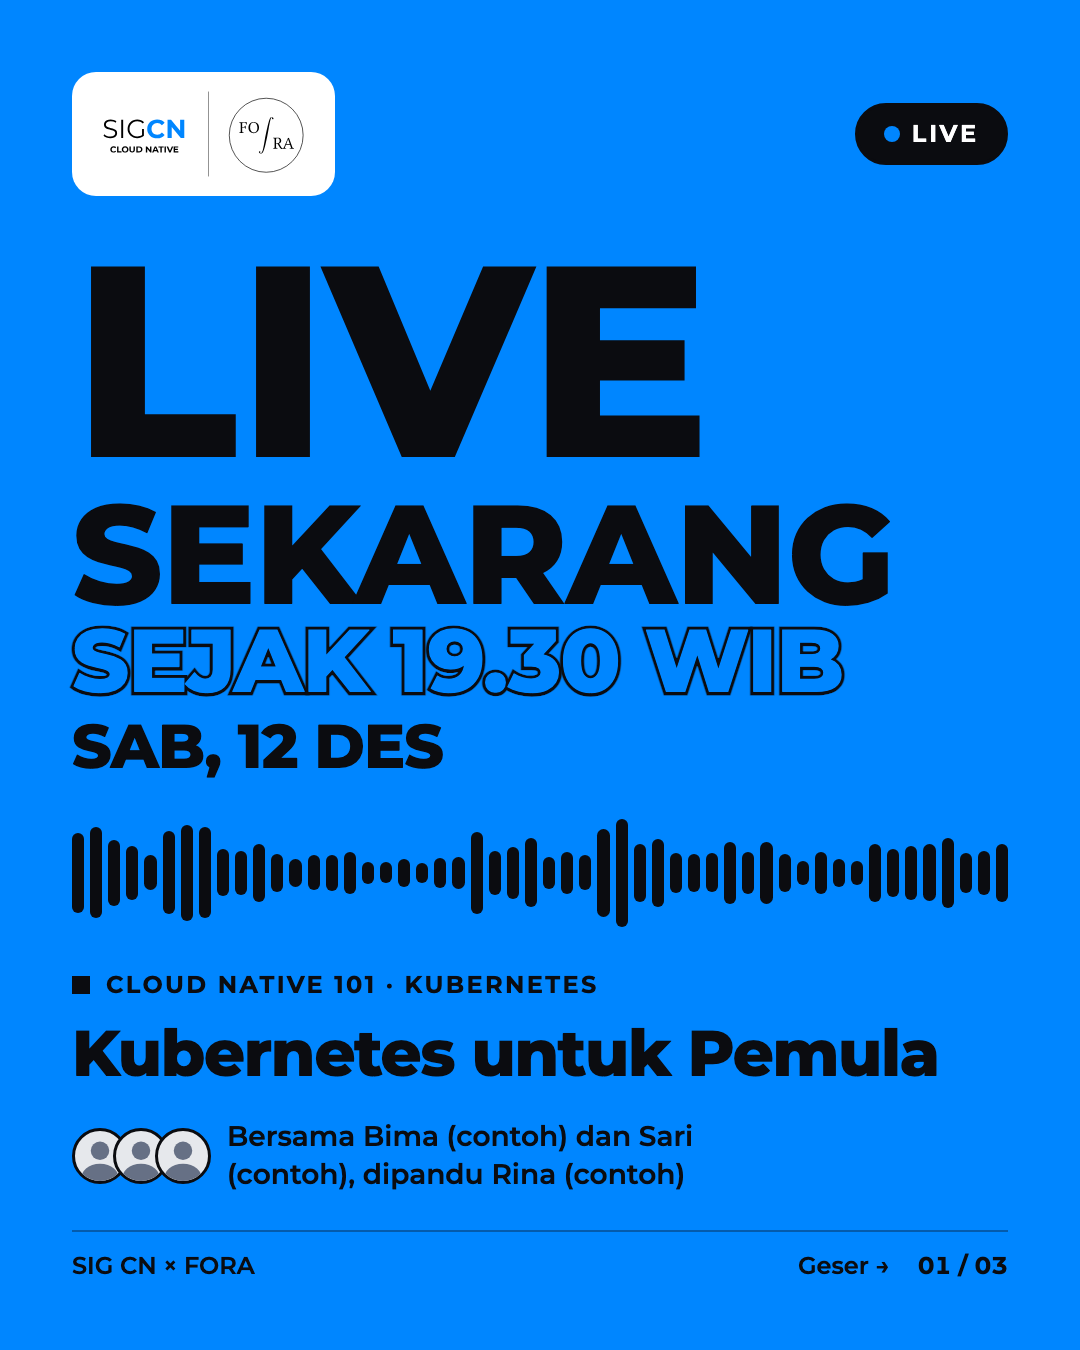 SIGCN
CLOUD NATIVE
FO
RA
LIVE
LIVE
SEKARANG
SEJAK 19.30 WIB
SAB, 12 DES
CLOUD NATIVE 101 · KUBERNETES
Kubernetes untuk Pemula
Bersama Bima (contoh) dan Sari
(contoh), dipandu Rina (contoh)
SIG CN × FORA
Geser → 01 / 03